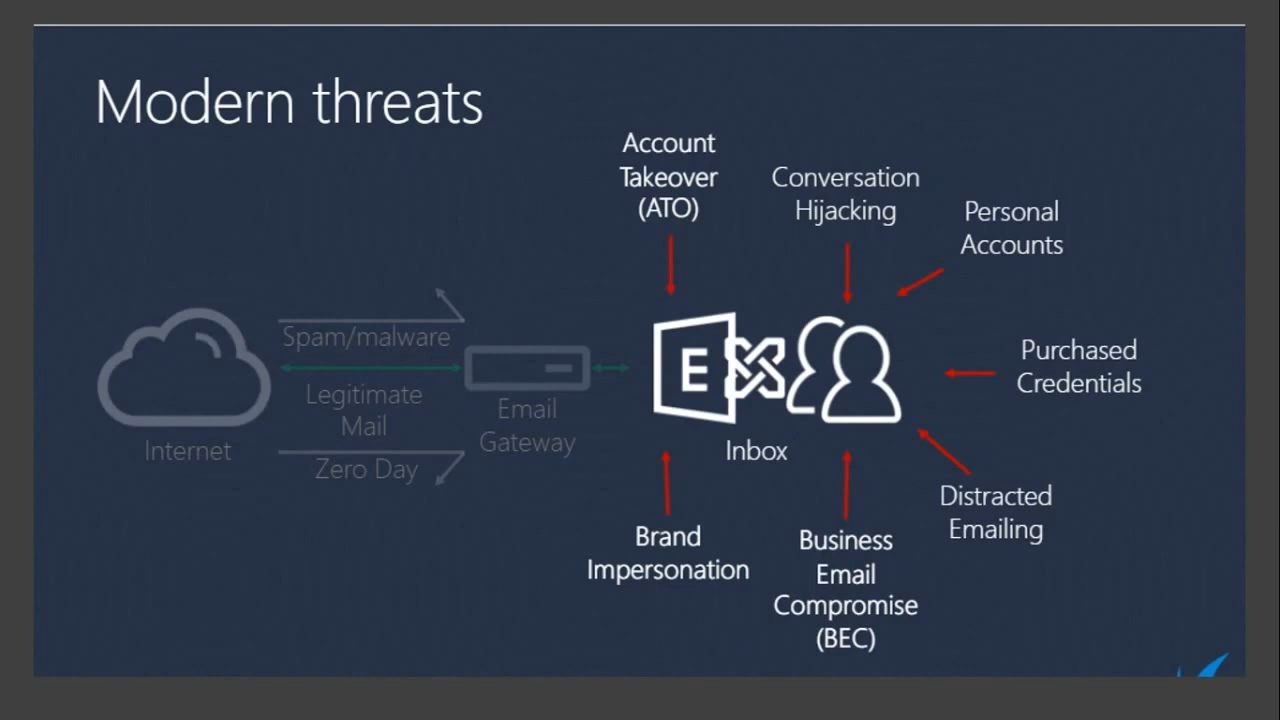 Modern threats
Account
Takeover
(ATO)
Conversation
Hijacking
Personal
Accounts
Spam/malware
Legitimate
Mail
Zero Day
Internet
Email
Gateway
E
Inbox
Purchased
Credentials
Distracted
Emailing
Brand
Impersonation
Business
Email
Compromise
(BEC)